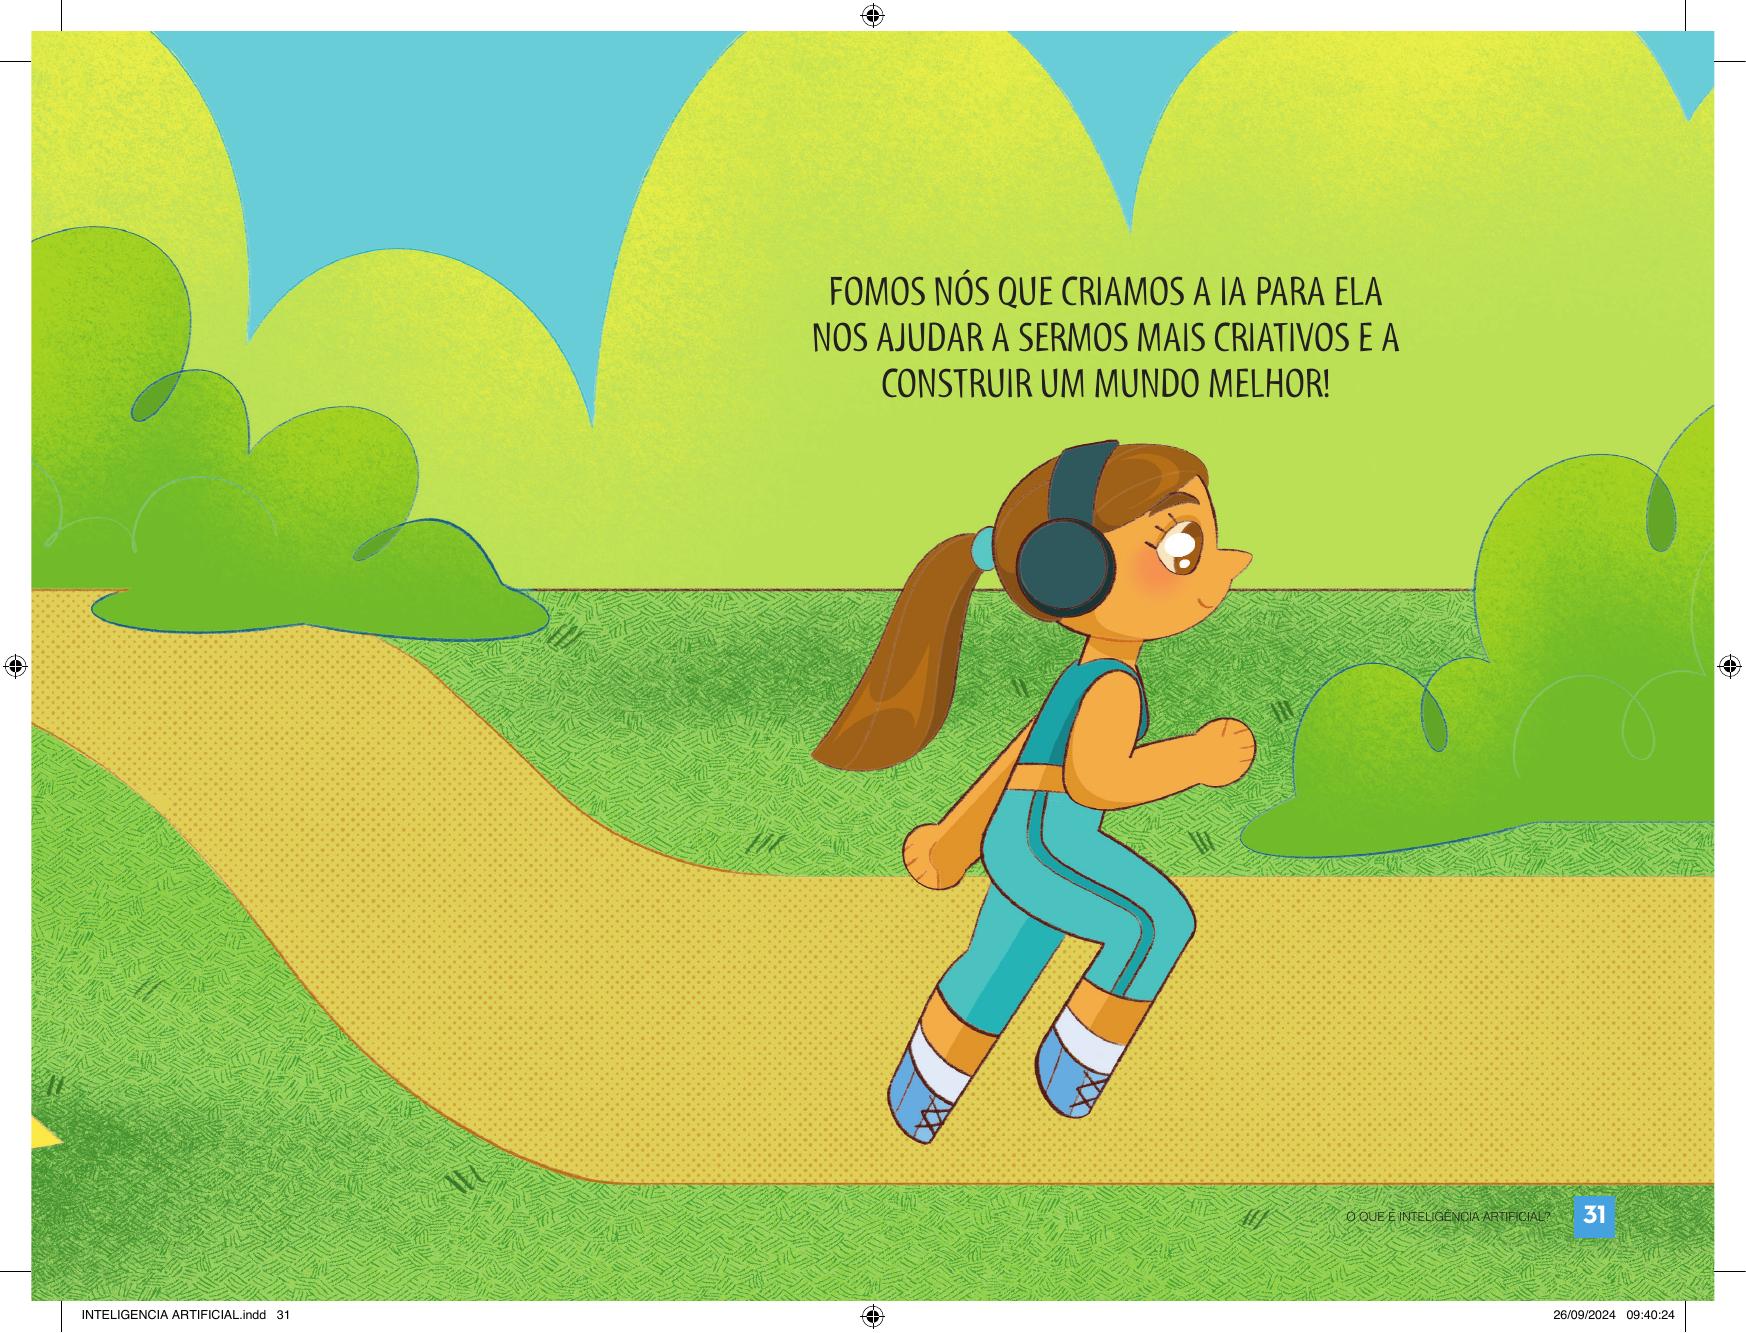 FOMOS NÓS QUE CRIAMOS A IA PARA ELA
NOS AJUDAR A SERMOS MAIS CRIATIVOS E A
CONSTRUIR UM MUNDO MELHOR!
O QUE É INTELIGÊNCIA ARTIFICIAL? 31
INTELIGENCIA ARTIFICIAL.indd 31 26/09/2024 09:40:24